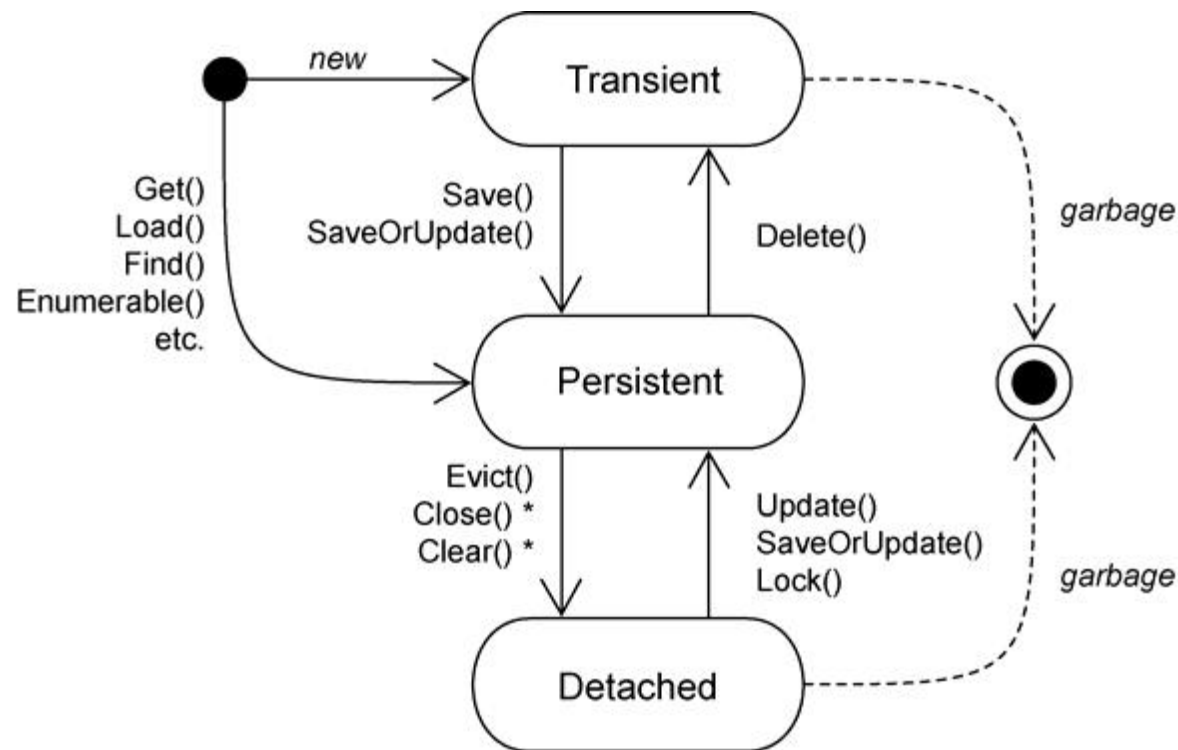 new
Transient
Get()
Load()
Find()
Enumerable()
etc.
Save()
SaveOrUpdate()
Delete()
garbage
Persistent
Evict()
Close() *
Clear() *
Update()
SaveOrUpdate()
Lock()
garbage
Detached